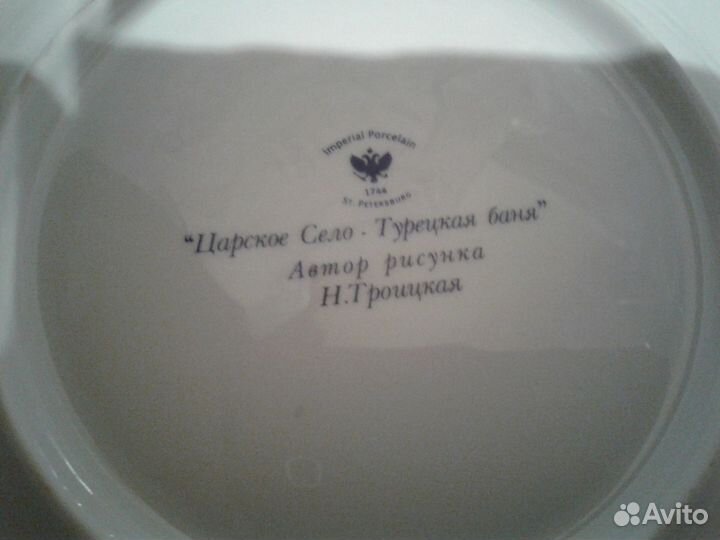 Imperial Porcelain
1744
ST. PETERSBURG
“Царское Село . Турецкая баня”
Автор рисунка
Н.Троицкая
Avito